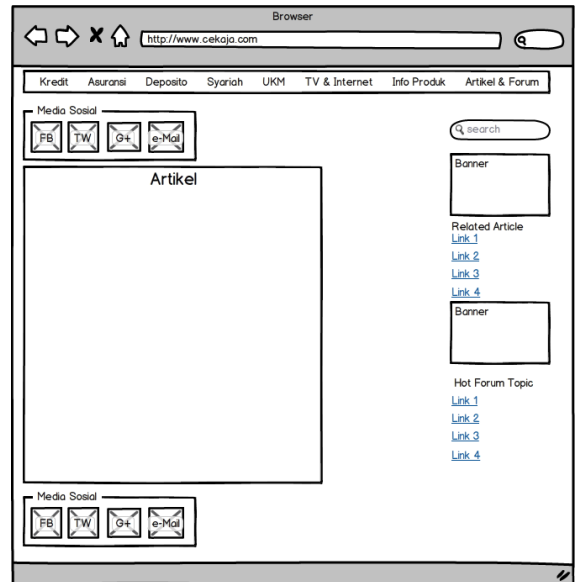 Browser
http://www.cekaja.com
Kredit Asuransi Deposito Syariah UKM TV & Internet Info Produk Artikel & Forum
Media Sosial
FB TW G+ e-Mail
search
Artikel
Banner
Related Article
Link 1
Link 2
Link 3
Link 4
Banner
Hot Forum Topic
Link 1
Link 2
Link 3
Link 4
Media Sosial
FB TW G+ e-Mail